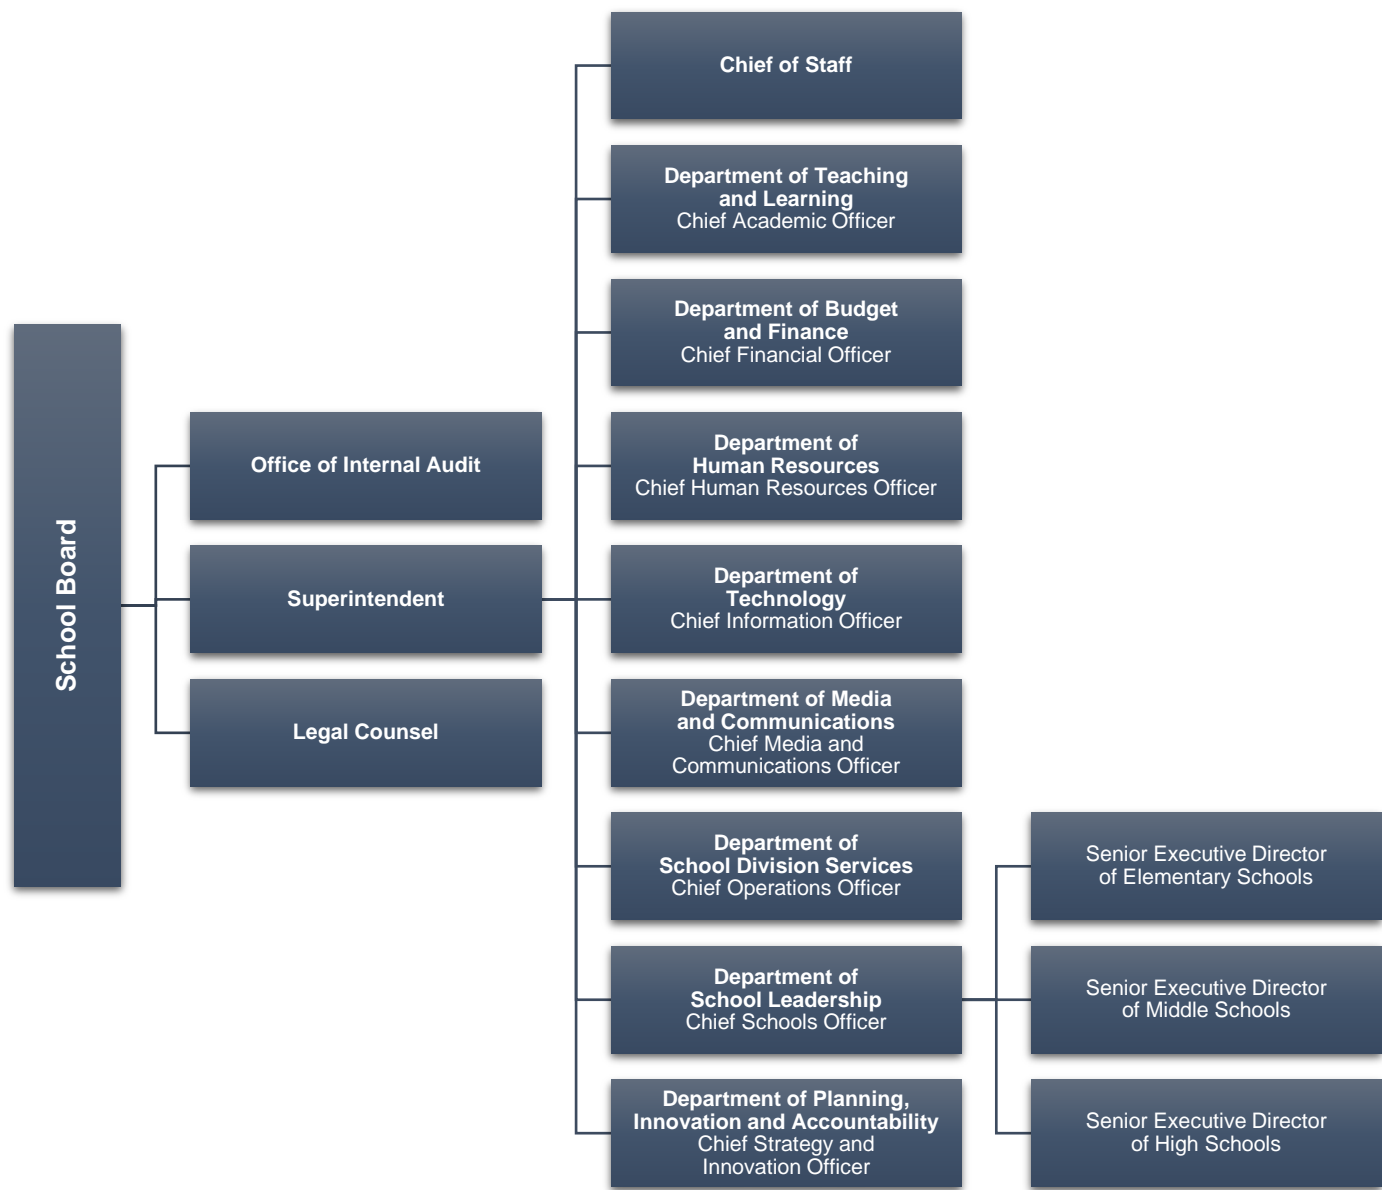 School Board
Office of Internal Audit
Superintendent
Legal Counsel
Chief of Staff
Department of Teaching
and Learning
Chief Academic Officer
Department of Budget
and Finance
Chief Financial Officer
Department of
Human Resources
Chief Human Resources Officer
Department of
Technology
Chief Information Officer
Department of Media
and Communications
Chief Media and
Communications Officer
Department of
School Division Services
Chief Operations Officer
Department of
School Leadership
Chief Schools Officer
Department of Planning,
Innovation and Accountability
Chief Strategy and
Innovation Officer
Senior Executive Director
of Elementary Schools
Senior Executive Director
of Middle Schools
Senior Executive Director
of High Schools